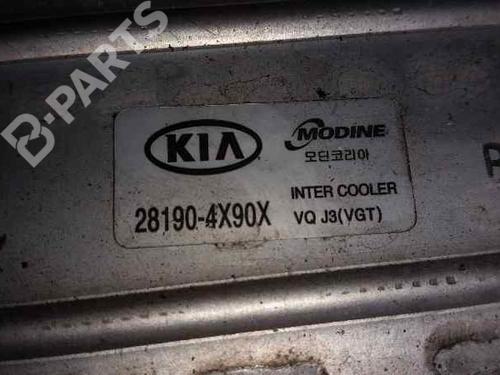 B-PARTS
KIA
MODINE
모딘코리아
28190-4X90X
INTER COOLER
VQ J3(VGT)